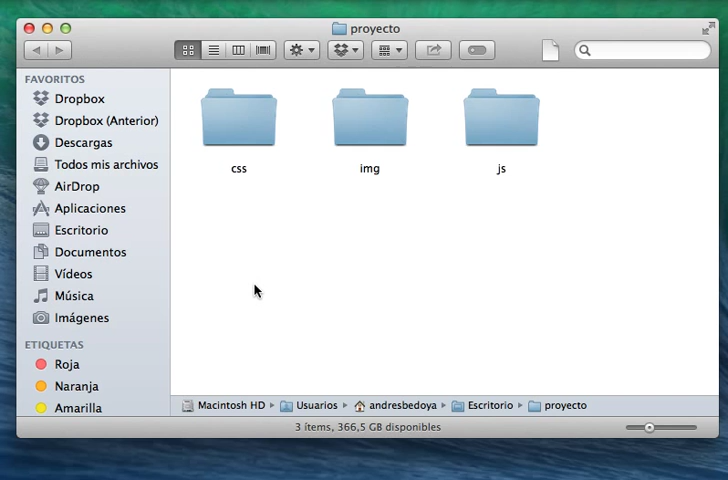 proyecto
FAVORITOS
Dropbox
Dropbox (Anterior)
Descargas
Todos mis archivos
AirDrop
Aplicaciones
Escritorio
Documentos
Vídeos
Música
Imágenes
ETIQUETAS
Roja
Naranja
Amarilla
css
img
js
Macintosh HD
Usuarios
andresbedoya
Escritorio
proyecto
3 ítems, 366,5 GB disponibles